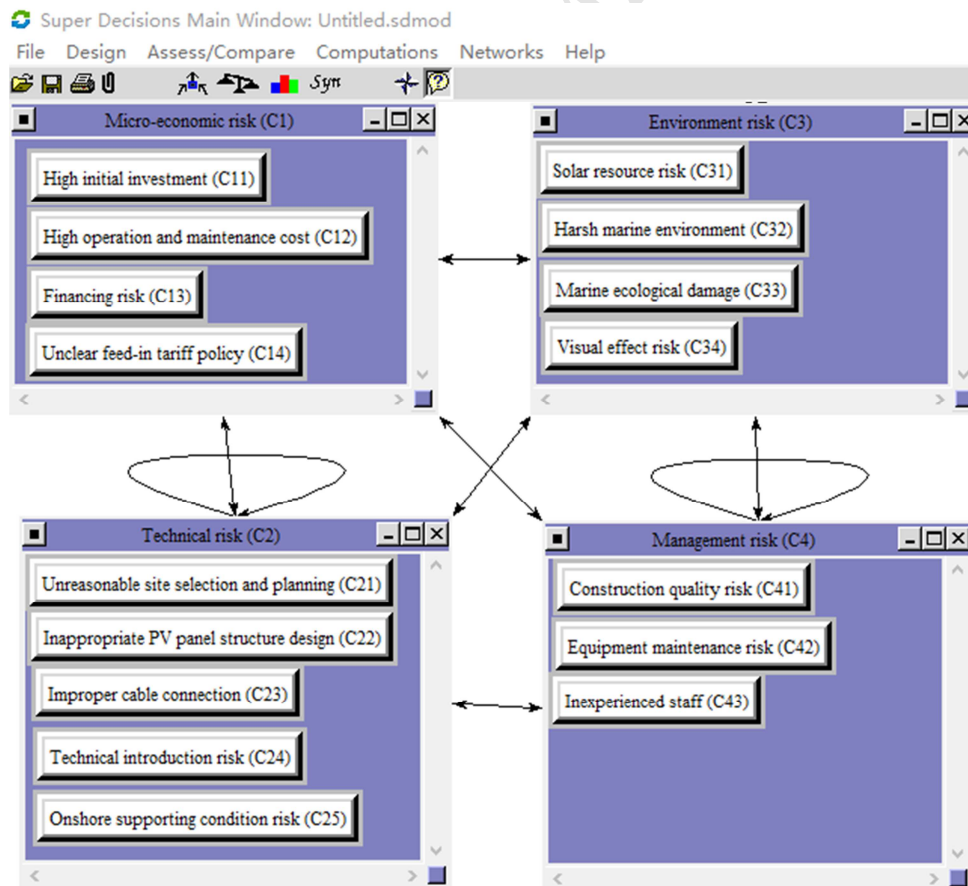 Super Decisions Main Window: Untitled.sdmod
File Design Assess/Compare Computations Networks Help
Syn
Micro-economic risk (C1)
High initial investment (C11)
High operation and maintenance cost (C12)
Financing risk (C13)
Unclear feed-in tariff policy (C14)
Environment risk (C3)
Solar resource risk (C31)
Harsh marine environment (C32)
Marine ecological damage (C33)
Visual effect risk (C34)
Technical risk (C2)
Unreasonable site selection and planning (C21)
Inappropriate PV panel structure design (C22)
Improper cable connection (C23)
Technical introduction risk (C24)
Onshore supporting condition risk (C25)
Management risk (C4)
Construction quality risk (C41)
Equipment maintenance risk (C42)
Inexperienced staff (C43)